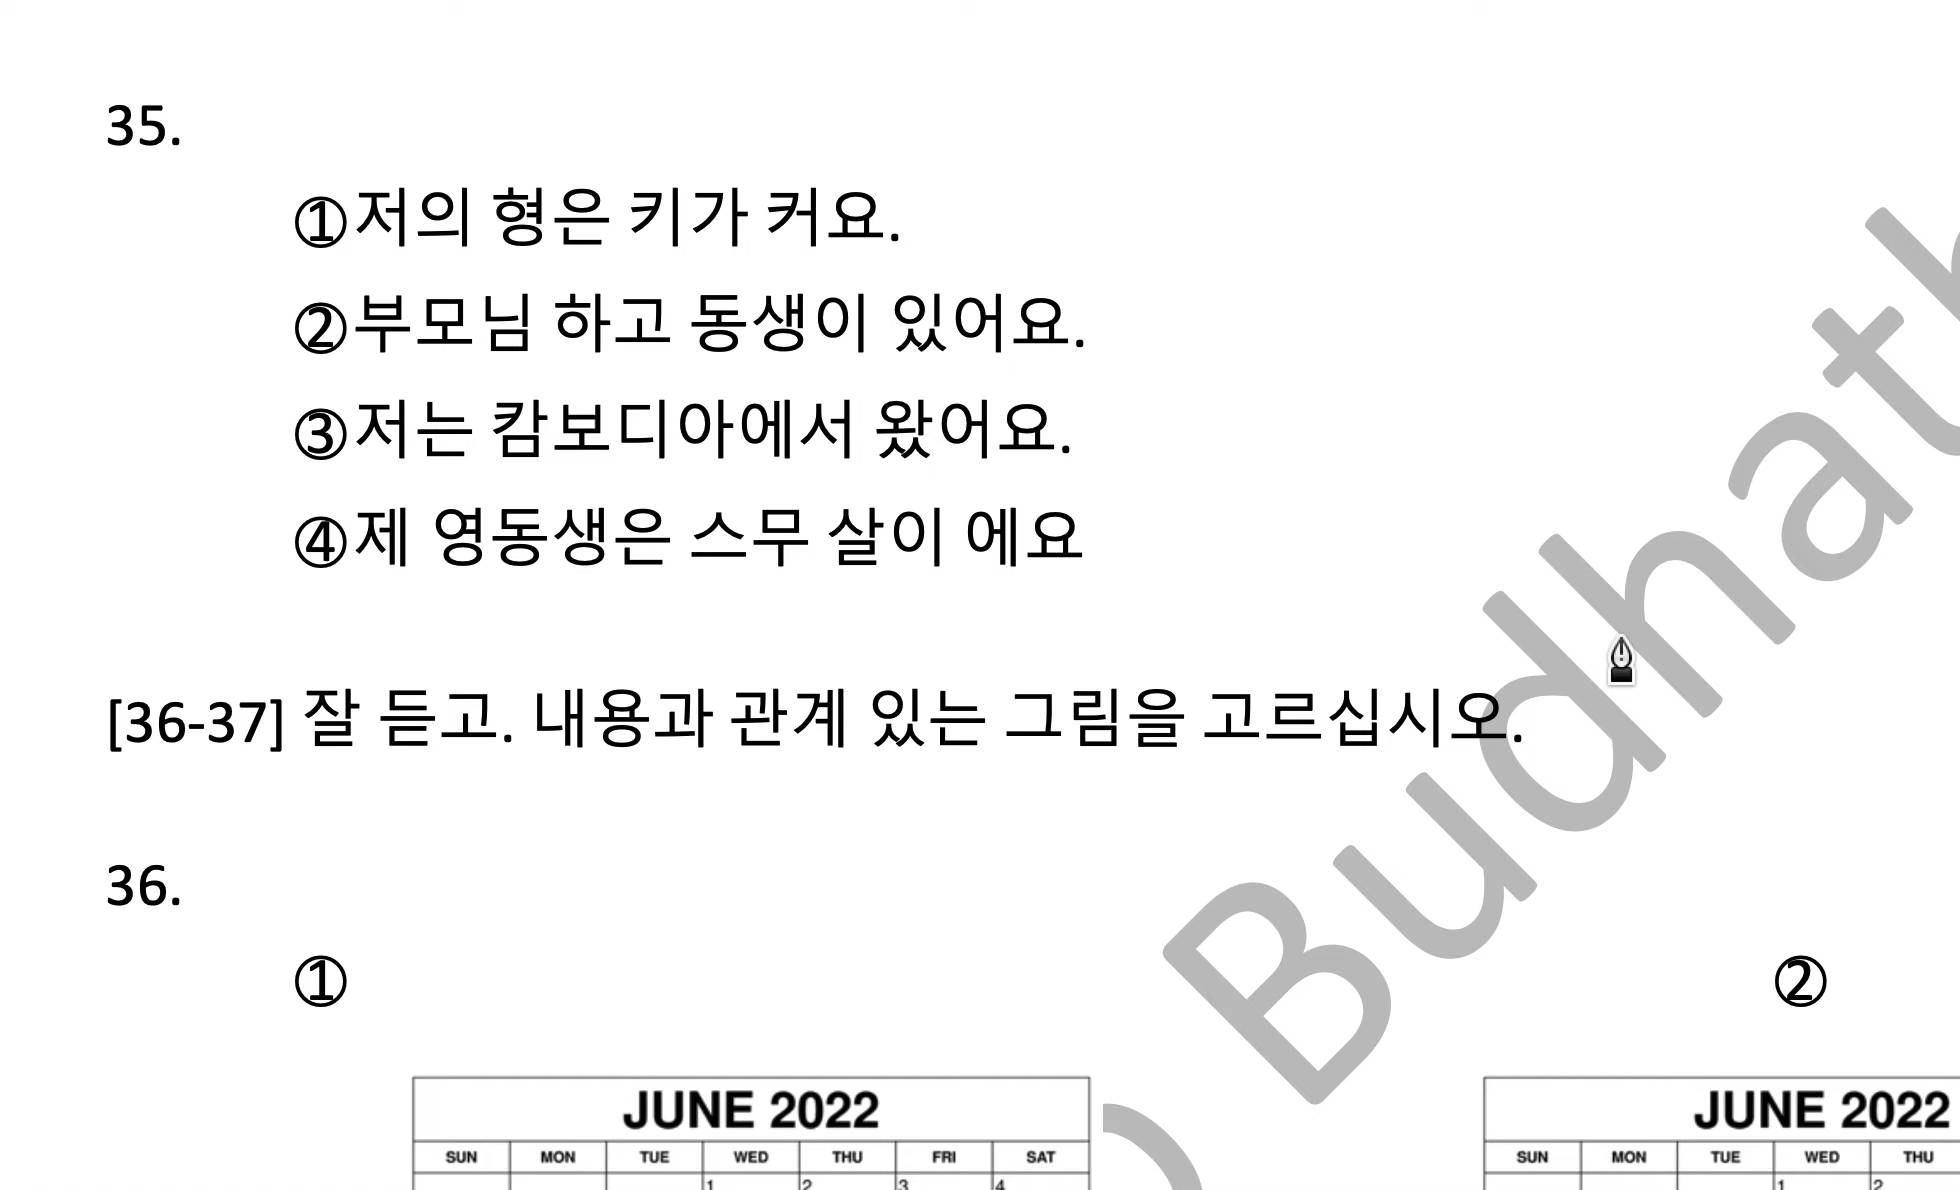 35.
①저의 형은 키가 커요.
②부모님 하고 동생이 있어요.
③저는 캄보디아에서 왔어요.
④제 영동생은 스무 살이 에요
[36-37] 잘 듣고. 내용과 관계 있는 그림을 고르십시오.
36.
① ②
JUNE 2022 JUNE 2022
SUN MON TUE WED THU FRI SAT SUN MON TUE WED THU
1 2 3 4 1 2
Budhat